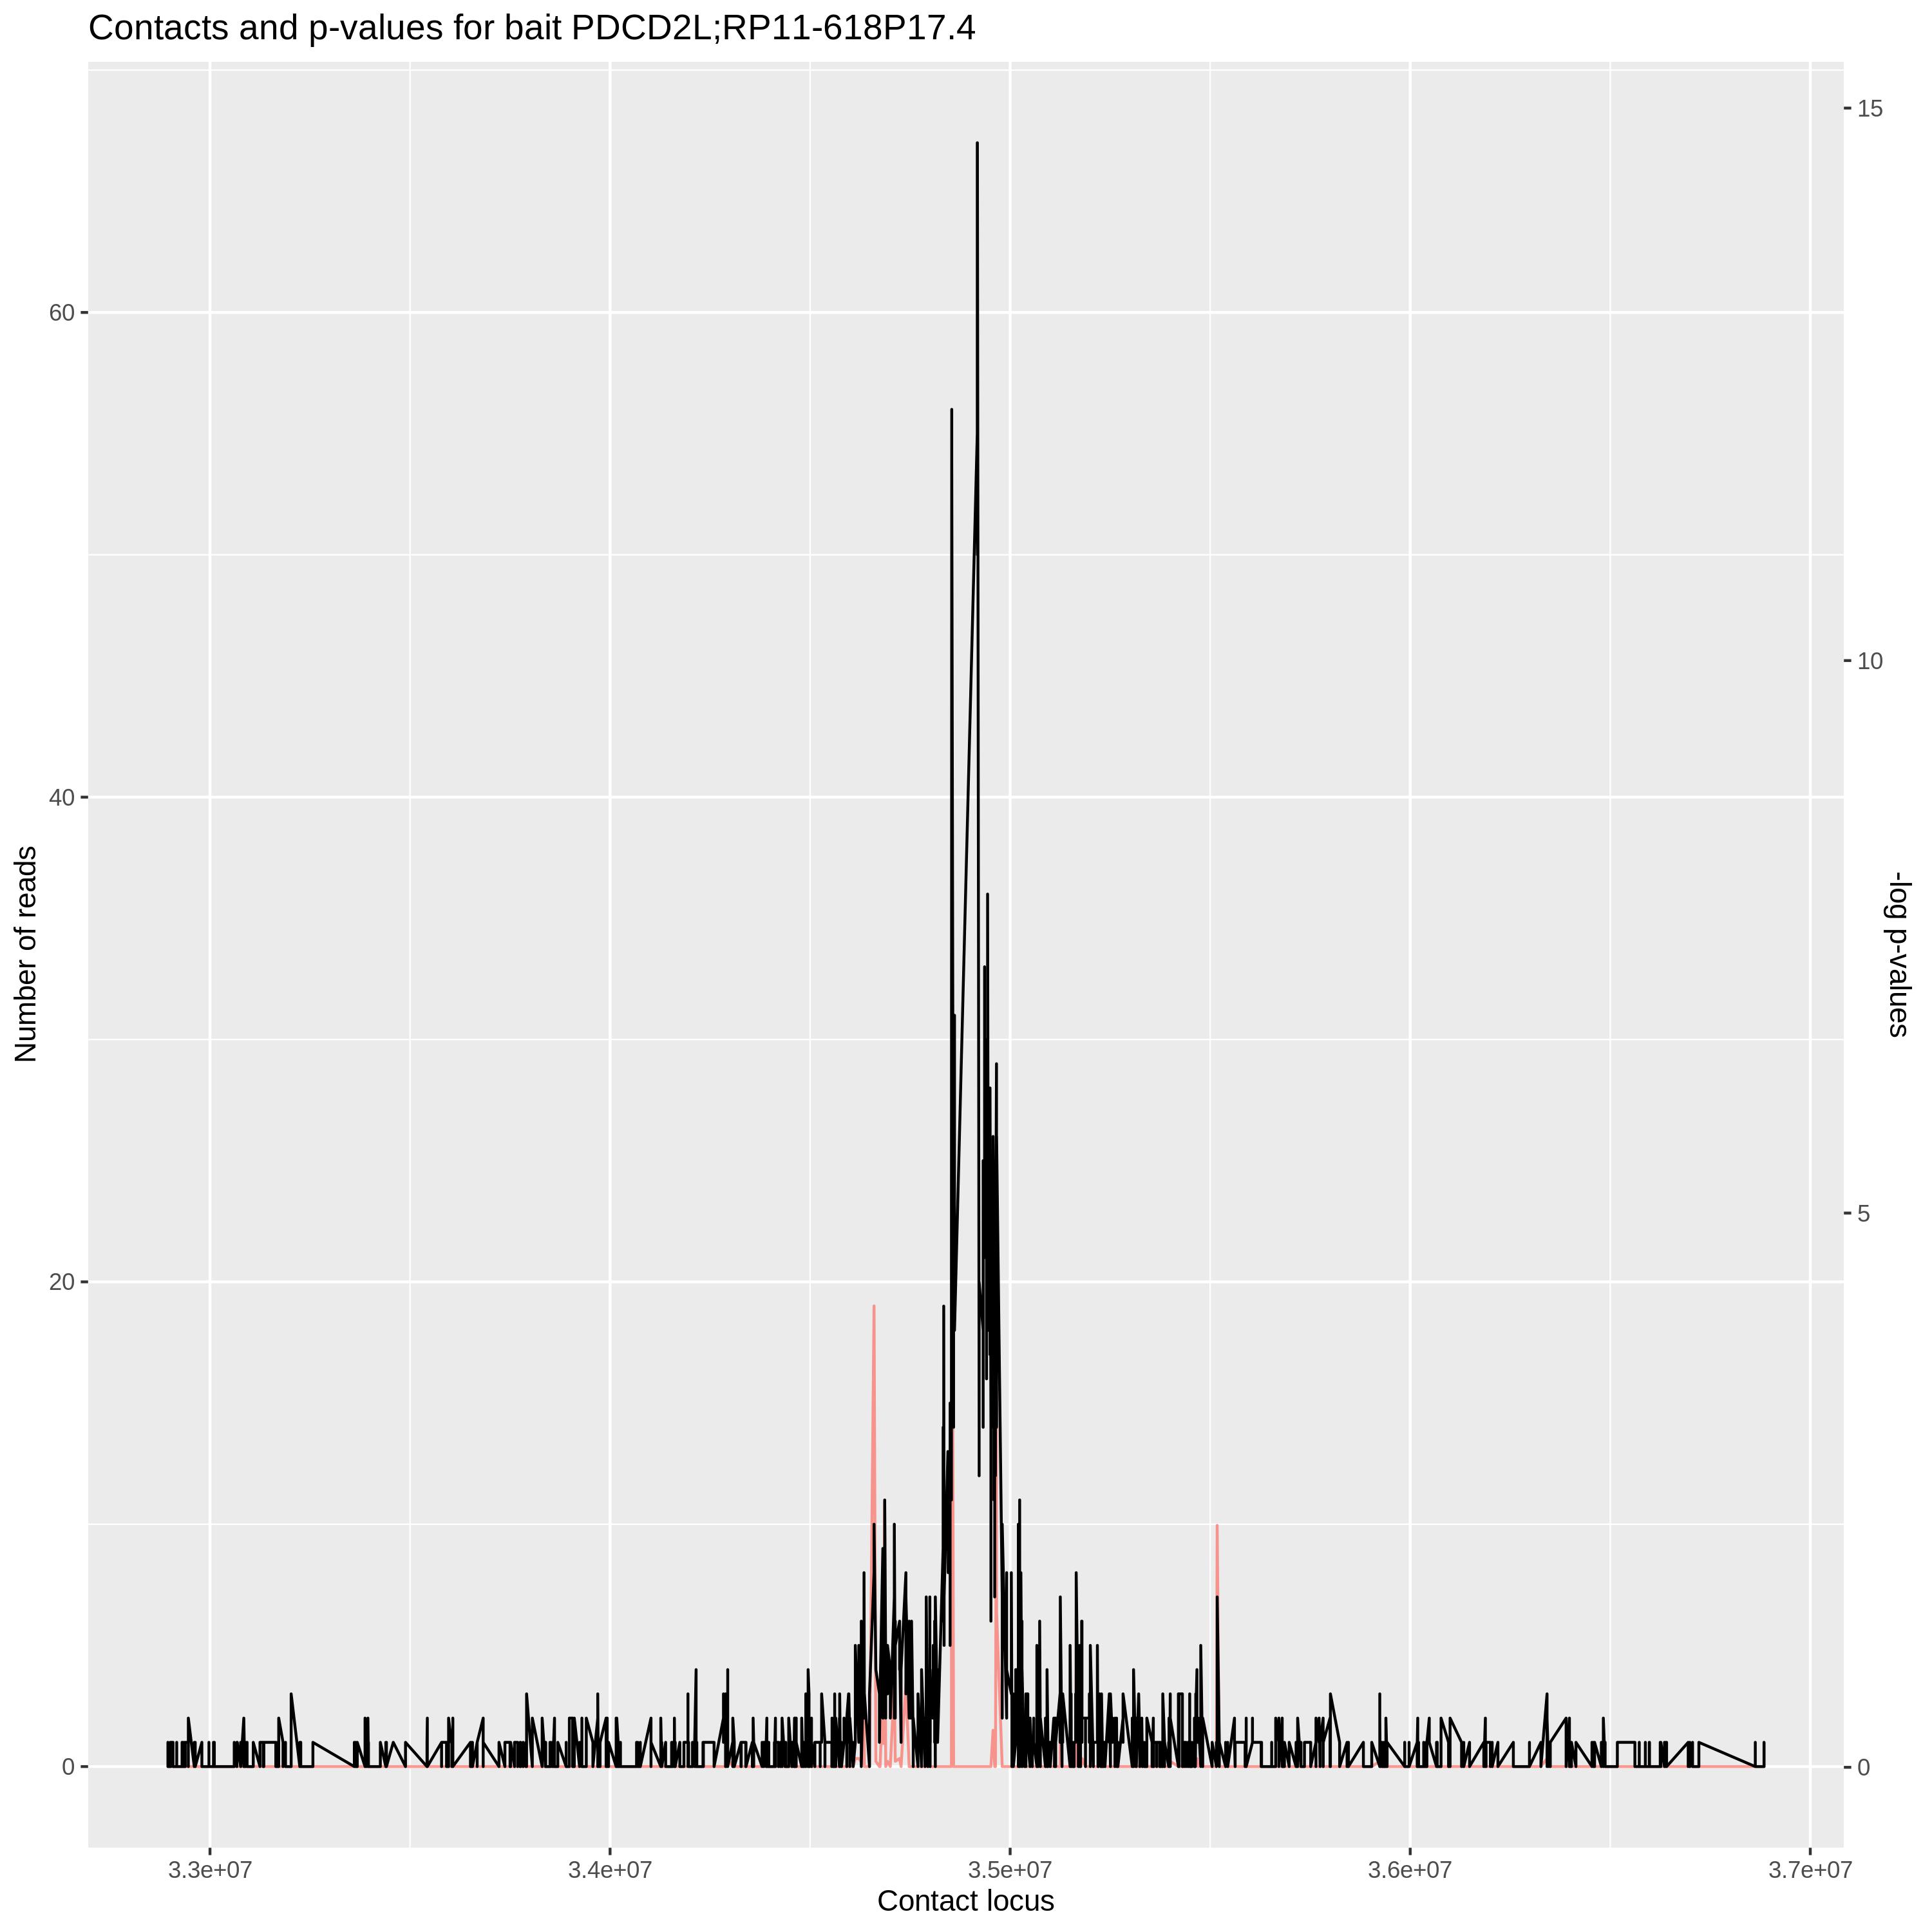 Contacts and p-values for bait PDCD2L;RP11-618P17.4
15
60
10
40
Number of reads
-log p-values
5
20
0
0
3.3e+07
3.4e+07
3.5e+07
3.6e+07
3.7e+07
Contact locus